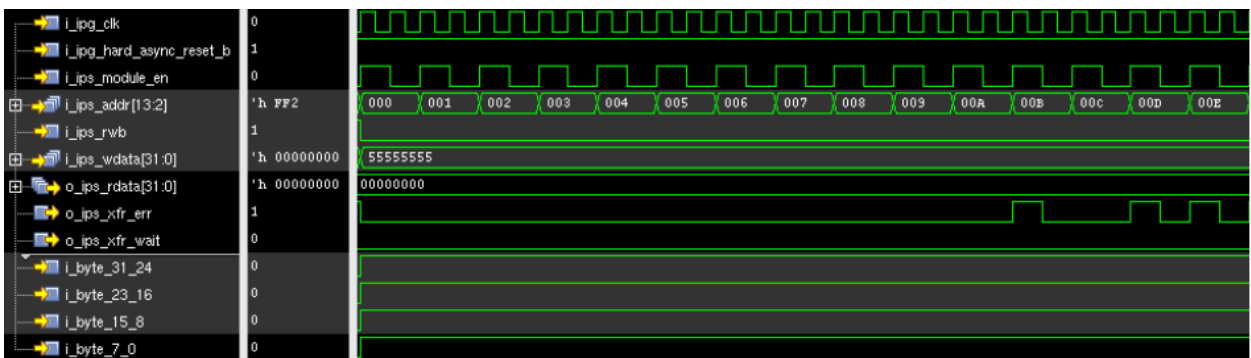 i_ipg_clk 0
i_ipg_hard_async_reset_b 1
i_ips_module_en 0
i_ips_addr[13:2] 'h FF2 000 001 002 003 004 005 006 007 008 009 00A 00B 00C 00D 00E
i_ips_rwb 1
i_ips_wdata[31:0] 'h 00000000 55555555
o_ips_rdata[31:0] 'h 00000000 00000000
o_ips_xfr_err 1
o_ips_xfr_wait 0
i_byte_31_24 0
i_byte_23_16 0
i_byte_15_8 0
i_byte_7_0 0